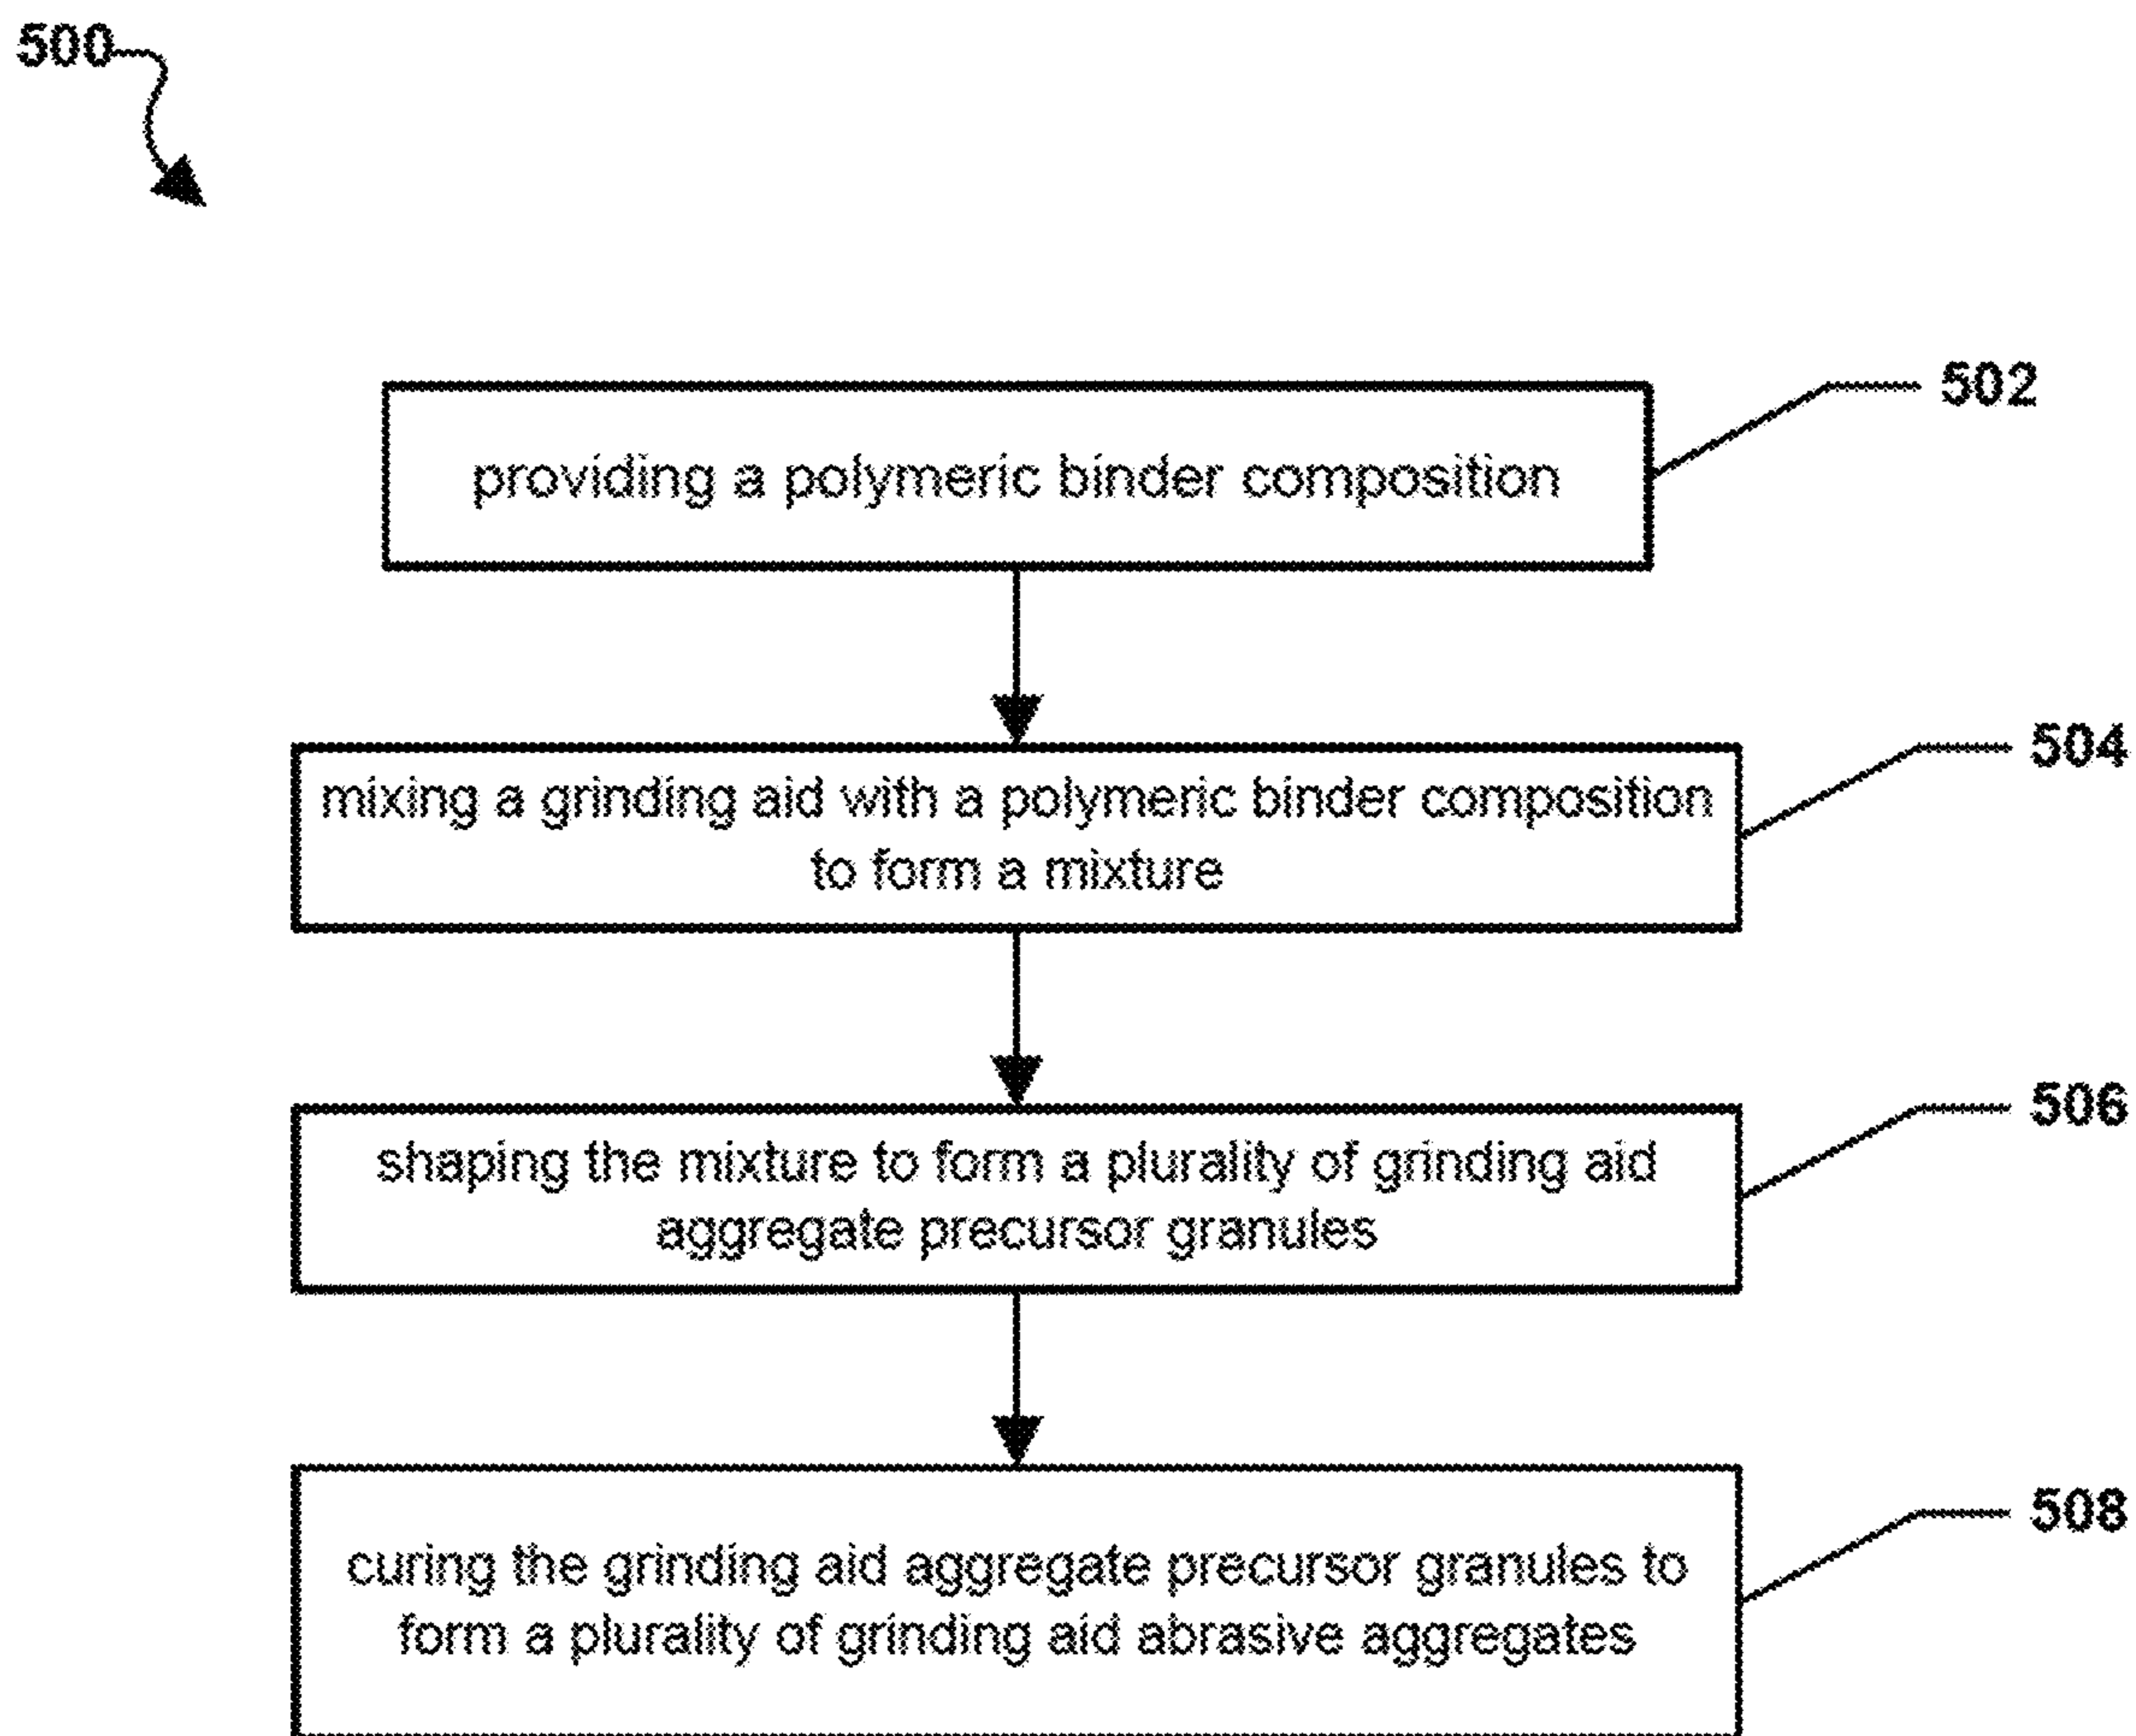 500
502
providing a polymeric binder composition
504
mixing a grinding aid with a polymeric binder composition
to form a mixture
506
shaping the mixture to form a plurality of grinding aid
aggregate precursor granules
508
curing the grinding aid aggregate precursor granules to
form a plurality of grinding aid abrasive aggregates